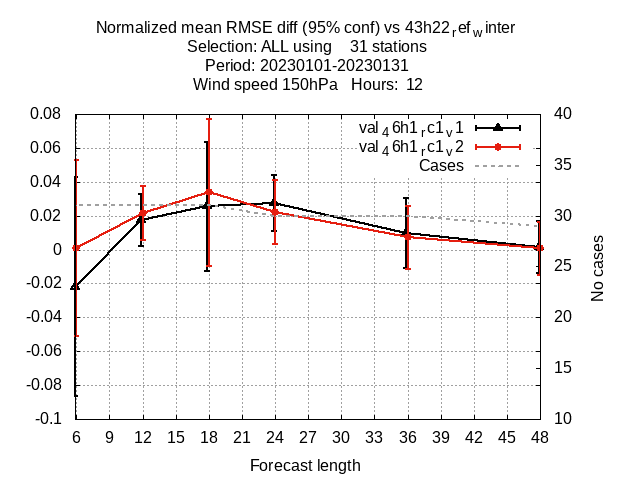 Normalized mean RMSE diff (95% conf) vs 43h22ref winter
Selection: ALL using 31 stations
Period: 20230101-20230131
Wind speed 150hPa Hours: 12
val46h1rc1v1
val46h1rc1v2
Cases
0.08
0.06
0.04
0.02
0
-0.02
-0.04
-0.06
-0.08
-0.1
40
35
30
25
20
15
10
No cases
6 9 12 15 18 21 24 27 30 33 36 39 42 45 48
Forecast length